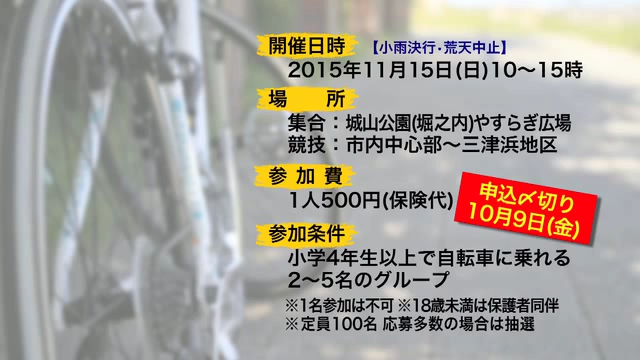 開催日時 【小雨決行・荒天中止】
2015年11月15日(日)10〜15時
場 所
集合：城山公園(堀之内)やすらぎ広場
競技：市内中心部〜三津浜地区
参加費
1人500円(保険代)
申込〆切り
10月9日(金)
参加条件
小学4年生以上で自転車に乗れる
2〜5名のグループ
※1名参加は不可 ※18歳未満は保護者同伴
※定員100名 応募多数の場合は抽選